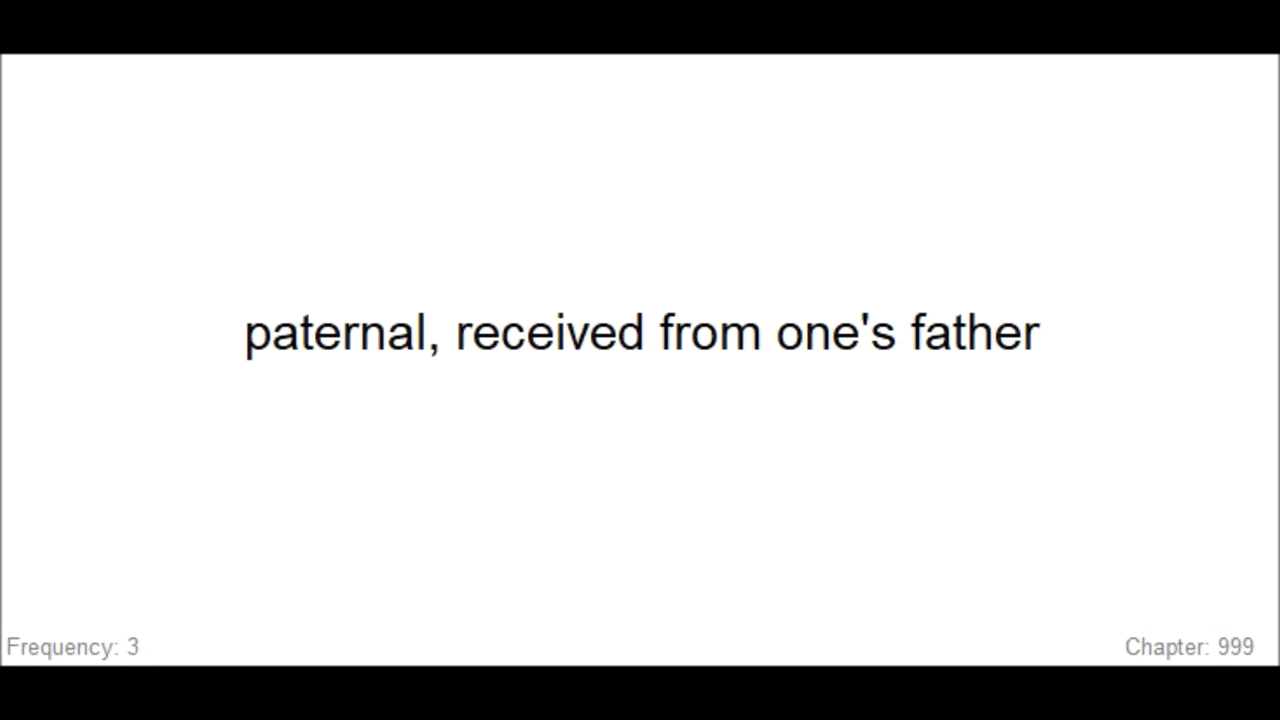 paternal, received from one's father
Frequency: 3
Chapter: 999